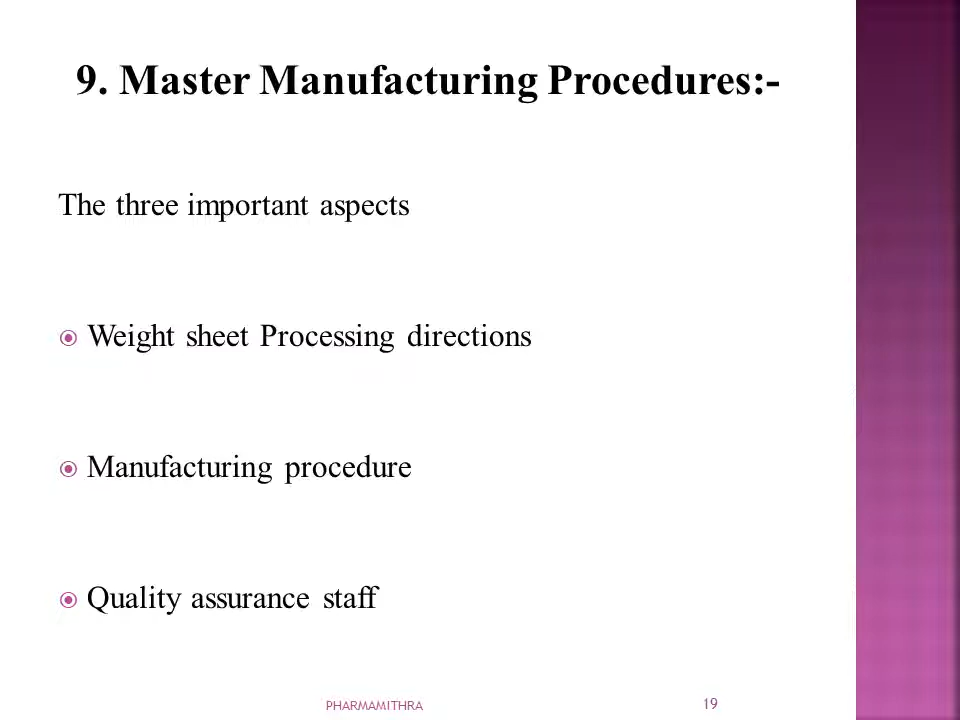 9. Master Manufacturing Procedures:-
The three important aspects
Weight sheet Processing directions
Manufacturing procedure
Quality assurance staff
PHARMAMITHRA
19